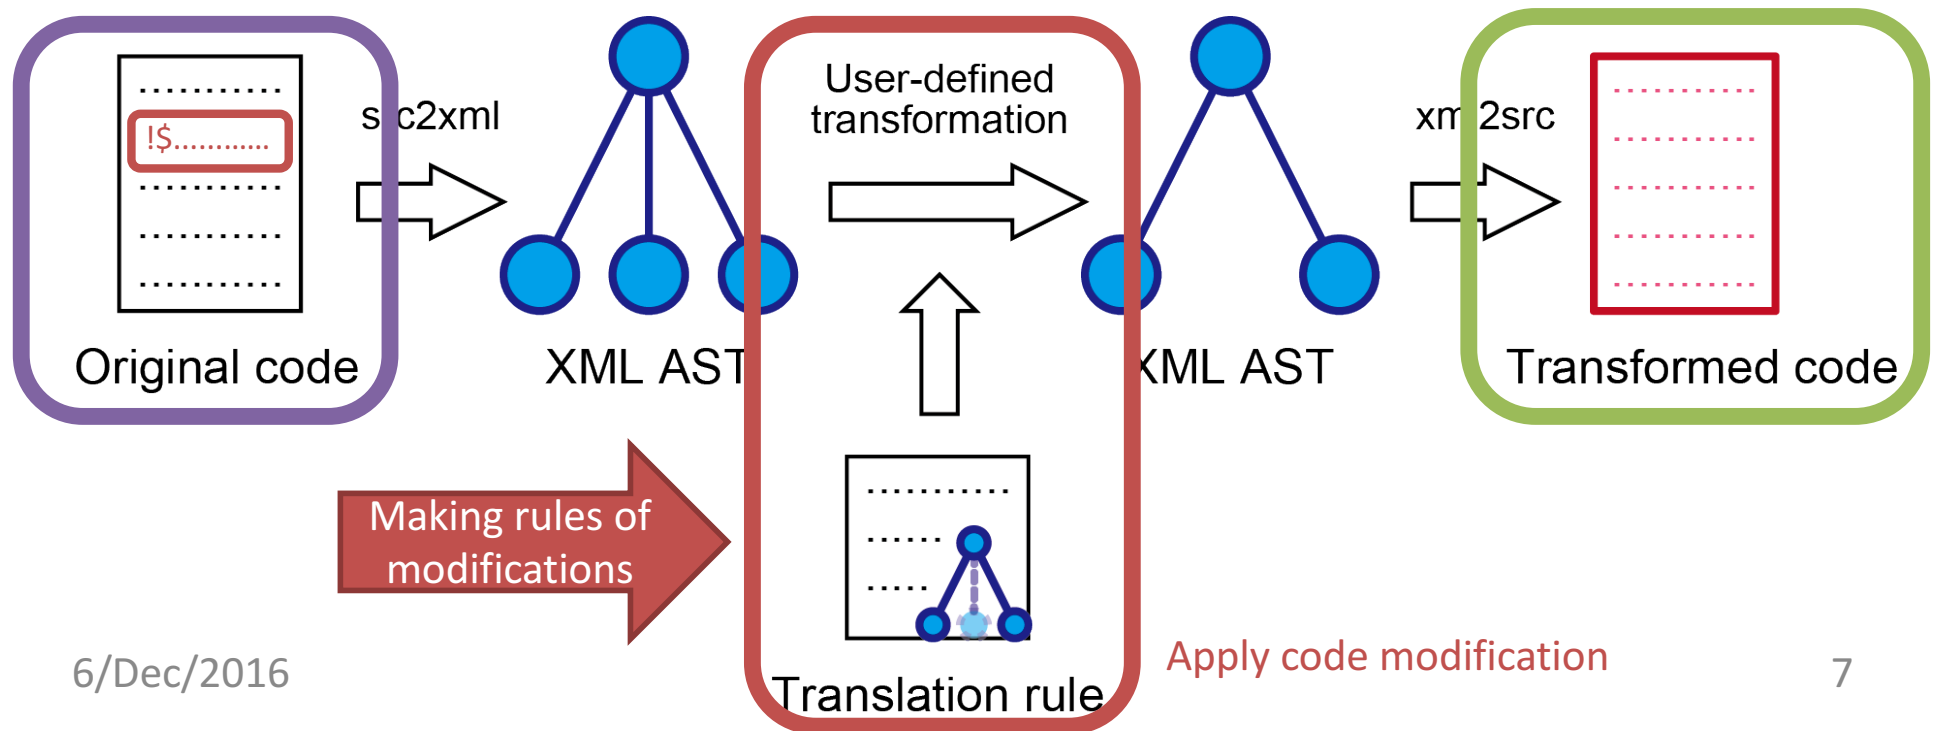 !$............
Original code
src2xml
XML AST
User-defined
transformation
XML AST
xml2src
Transformed code
Making rules of
modifications
Translation rule
Apply code modification
6/Dec/2016
7